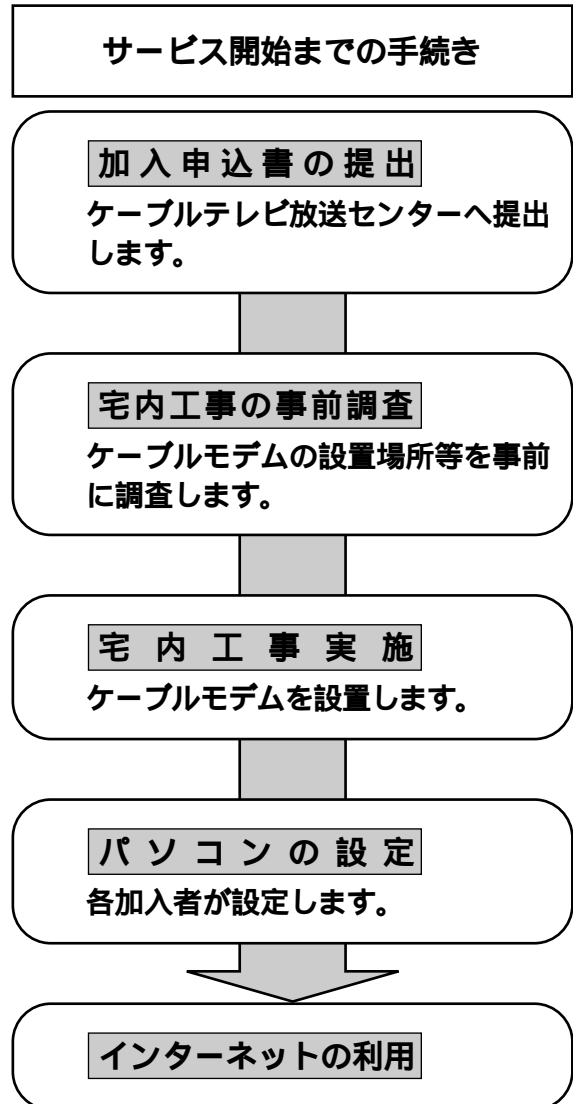 サービス開始までの手続き
加入申込書の提出
ケーブルテレビ放送センターへ提出
します。
宅内工事の事前調査
ケーブルモデムの設置場所等を事前
に調査します。
宅内工事実施
ケーブルモデムを設置します。
パソコンの設定
各加入者が設定します。
インターネットの利用